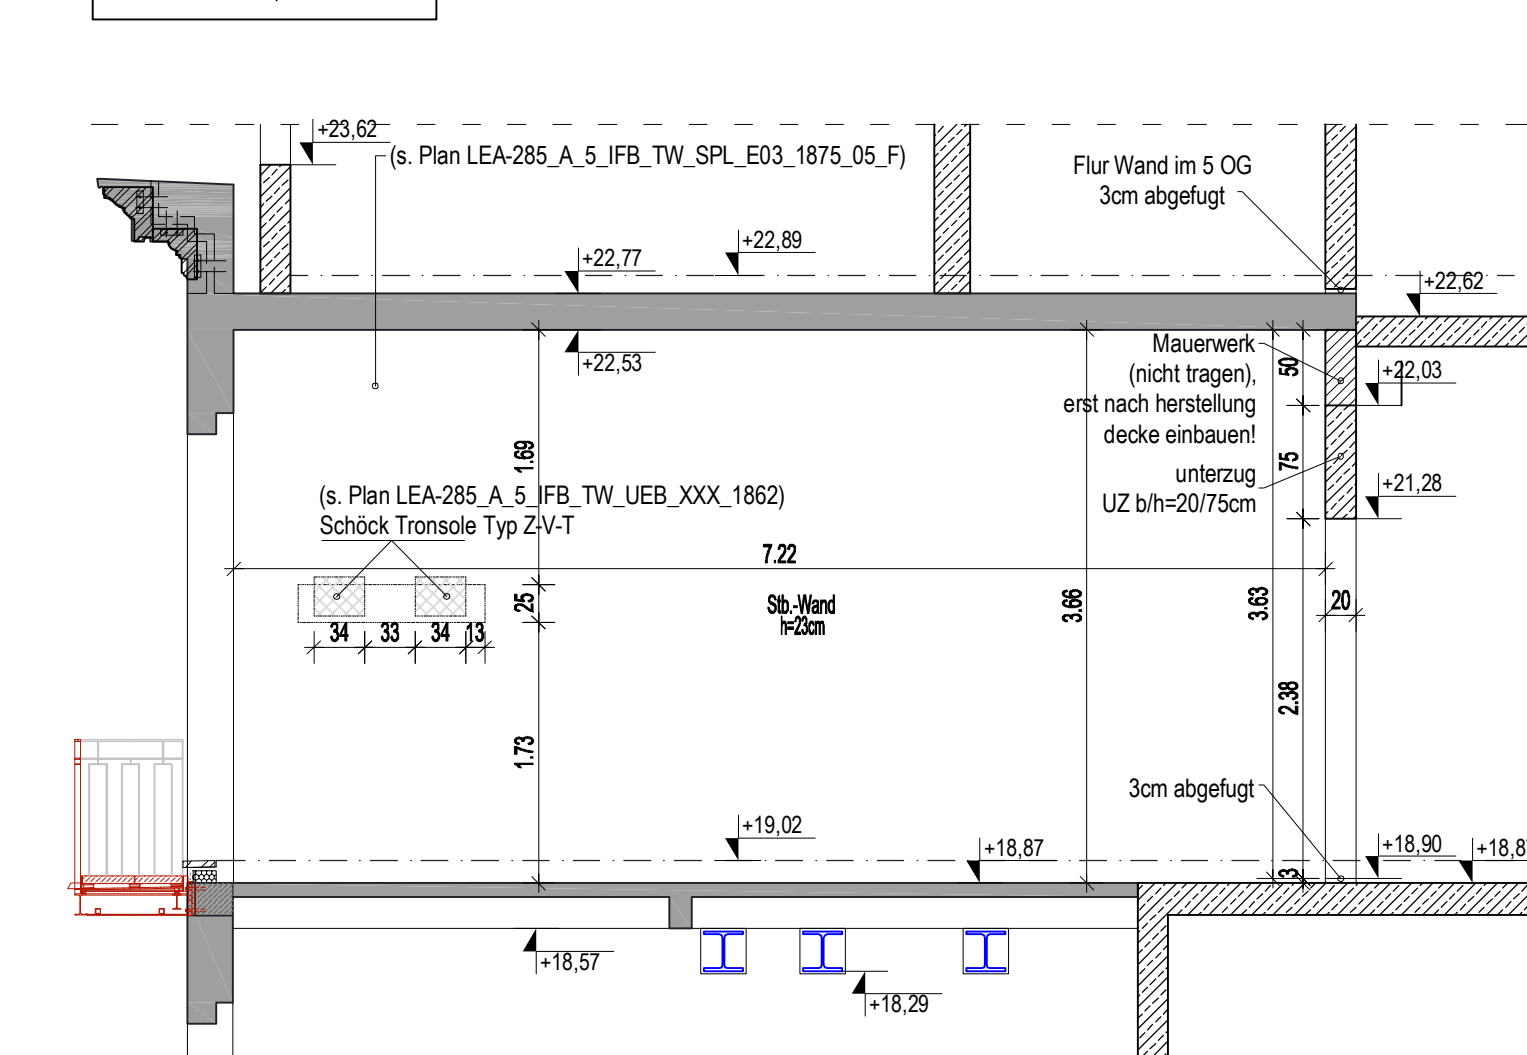 +23,62
(s. Plan LEA-285_A_5_IFB_TW_SPL_E03_1875_05_F)
Flur Wand im 5 OG
3cm abgefugt
+22,89
+22,77
+22,62
+22,53
Mauerwerk
(nicht tragen),
erst nach herstellung
decke einbauen!
50
+22,03
1.69
75
unterzug
UZ b/h=20/75cm
+21,28
(s. Plan LEA-285_A_5_IFB_TW_UEB_XXX_1862)
Schöck Tronsole Typ Z-V-T
7.22
25
Stb.-Wand
h=23cm
3.66
3.63
20
34
33
34
13
2.38
1.73
3cm abgefugt
+19,02
+18,87
+18,90
3
+18,57
+18,29